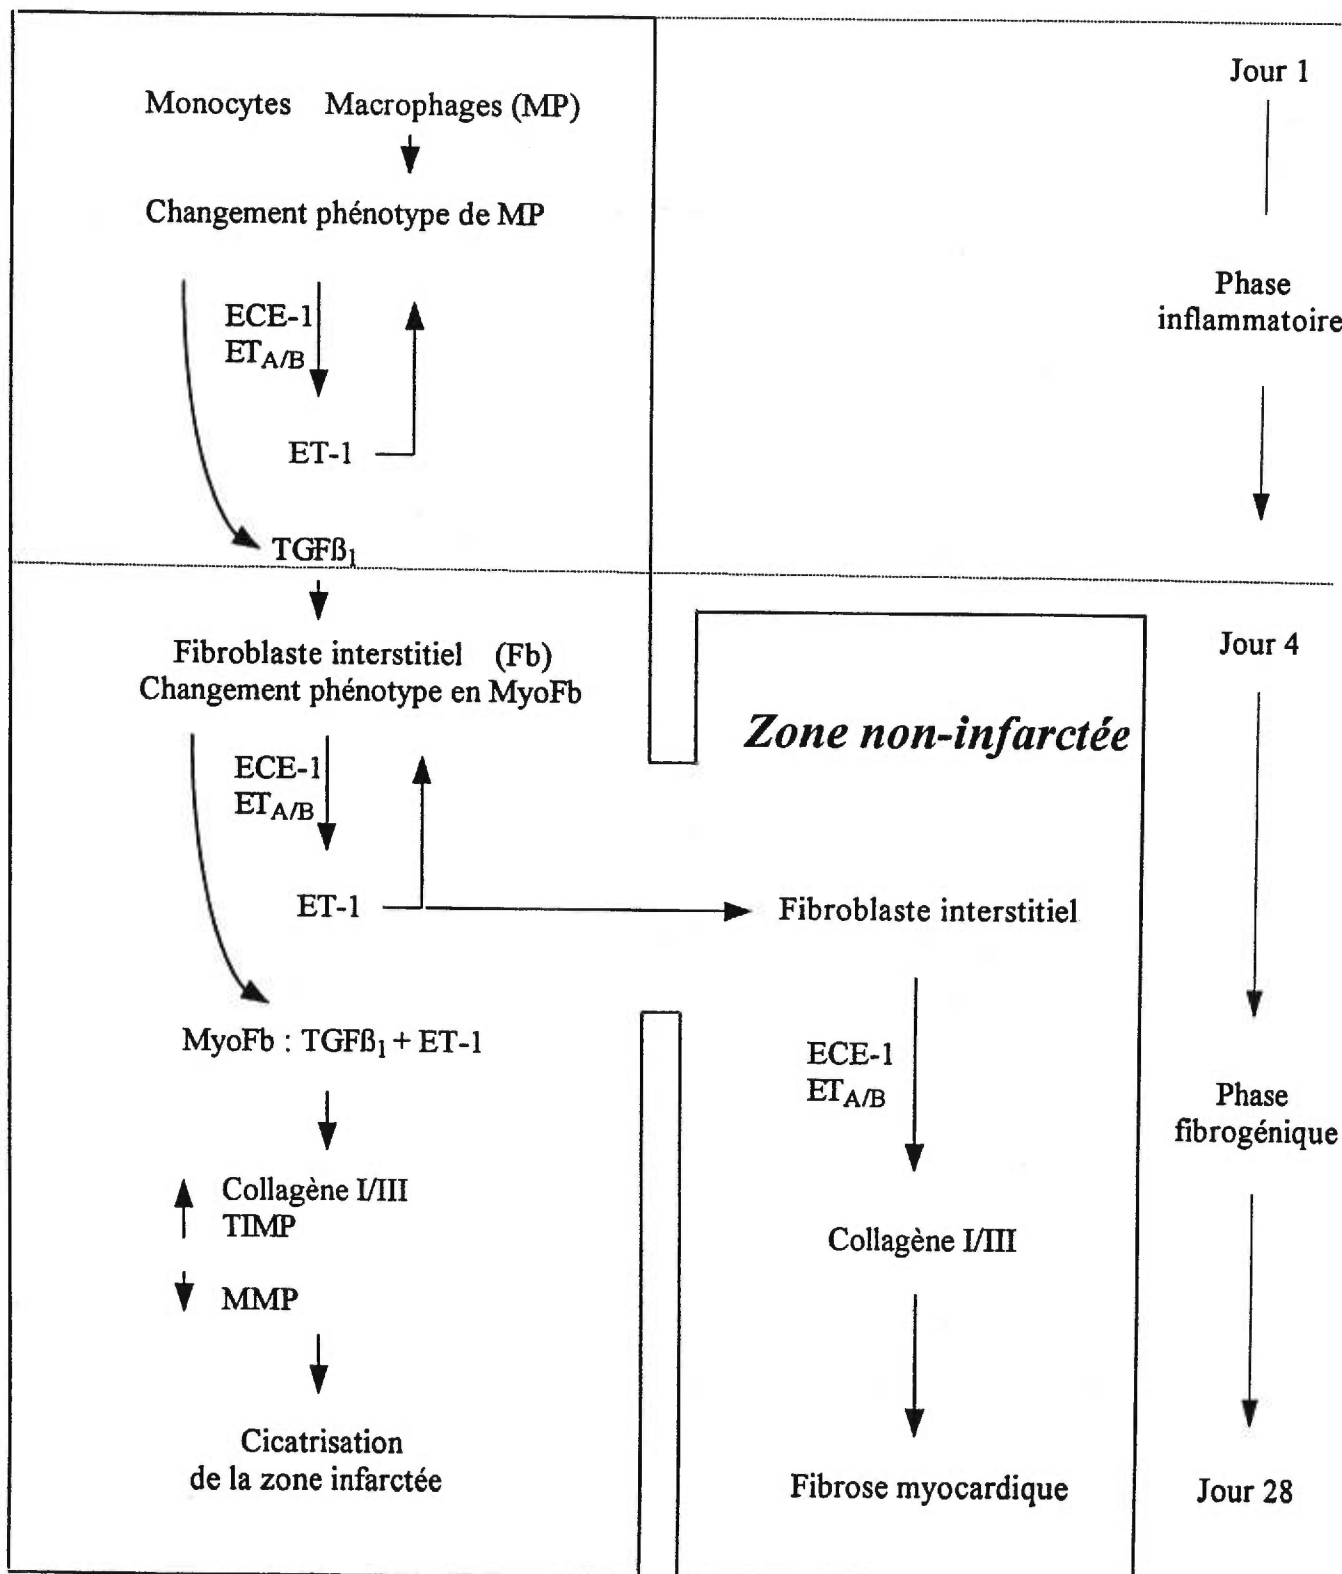 Jour 1
Monocytes Macrophages (MP)
Changement phénotype de MP
Phase
inflammatoire
ECE-1
ETA/B
ET-1
TGFß1
Fibroblaste interstitiel (Fb)
Changement phénotype en MyoFb
Jour 4
Zone non-infarctée
ECE-1
ETA/B
ET-1
Fibroblaste interstitiel
MyoFb : TGFß1 + ET-1
ECE-1
ETA/B
Phase
fibrogénique
Collagène I/III
TIMP
MMP
Collagène I/III
Cicatrisation
de la zone infarctée
Fibrose myocardique
Jour 28